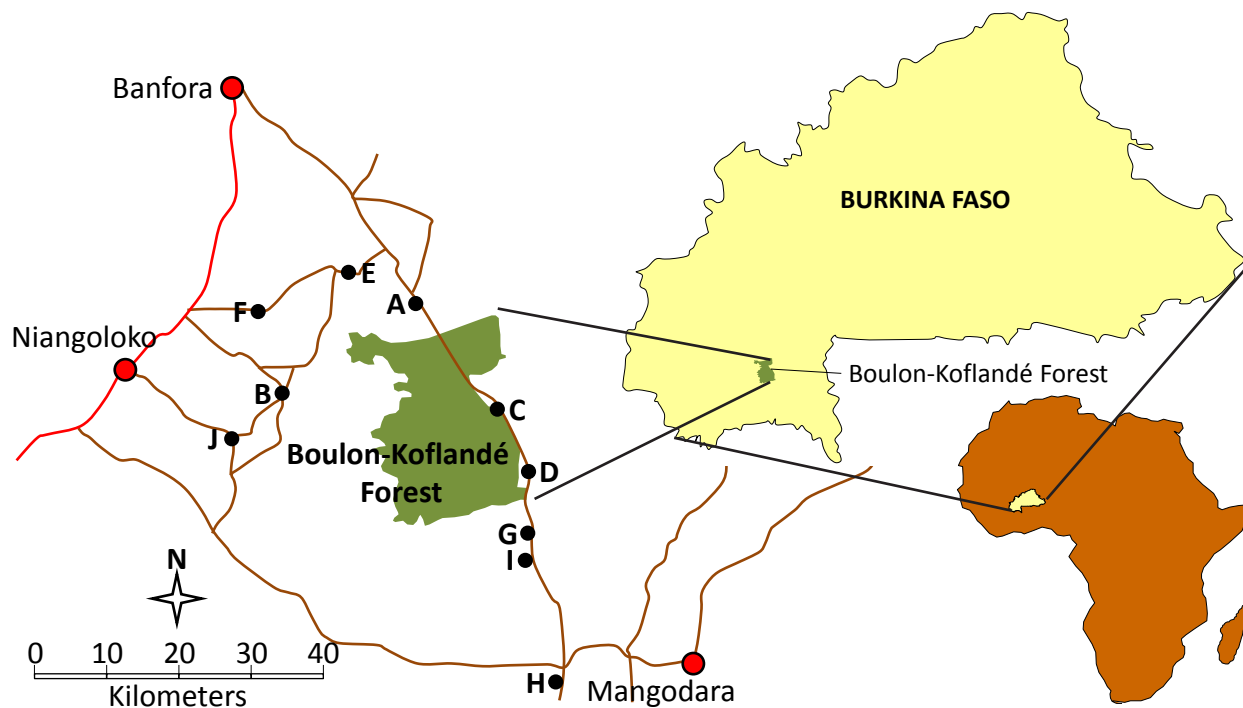 Banfora
BURKINA FASO
E
A
F
Niangoloko
Boulon-Koflandé Forest
B
C
J
Boulon-Koflandé
Forest
D
G
I
N
0 10 20 30 40
Kilometers
H
Mangodara